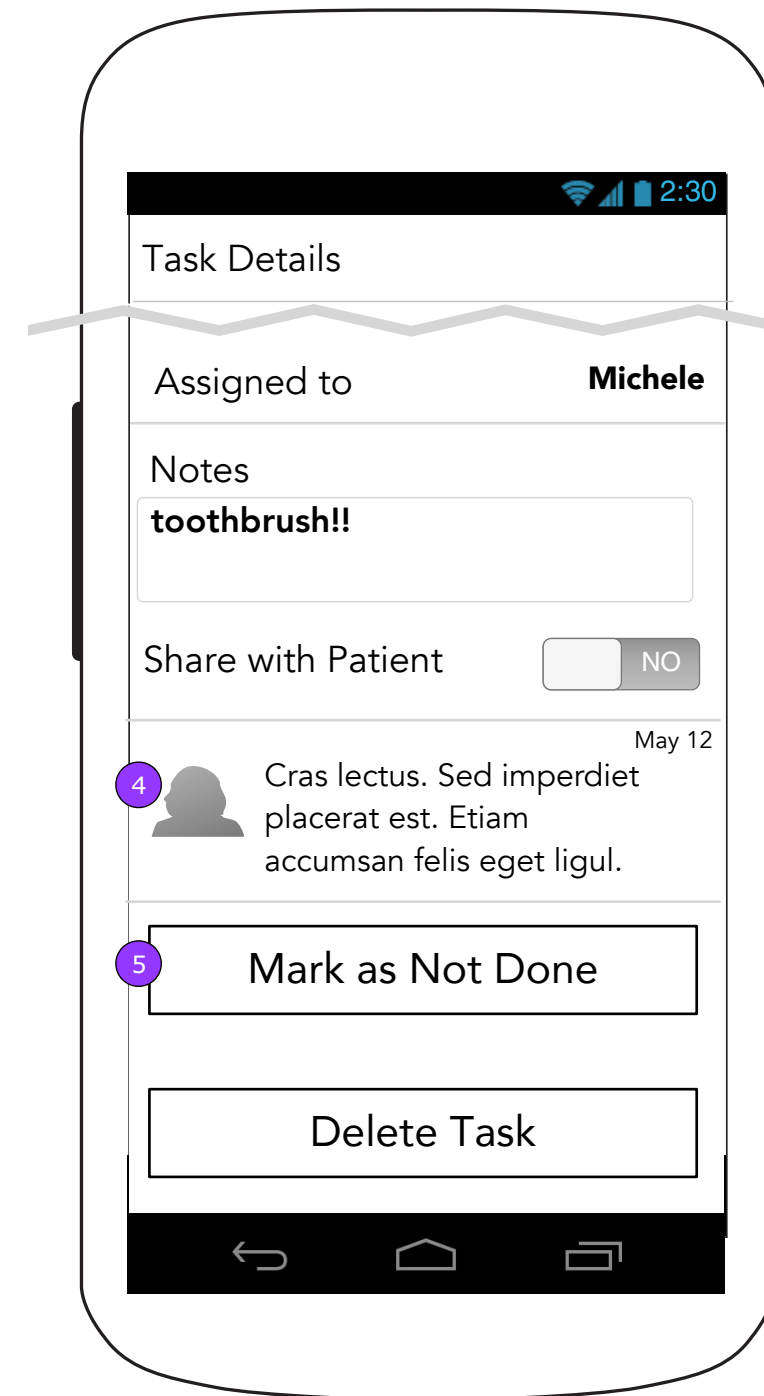 2:30
Task Details
Assigned to Michele
Notes
toothbrush!!
Share with Patient NO
May 12
4 Cras lectus. Sed imperdiet
placerat est. Etiam
accumsan felis eget ligul.
5 Mark as Not Done
Delete Task